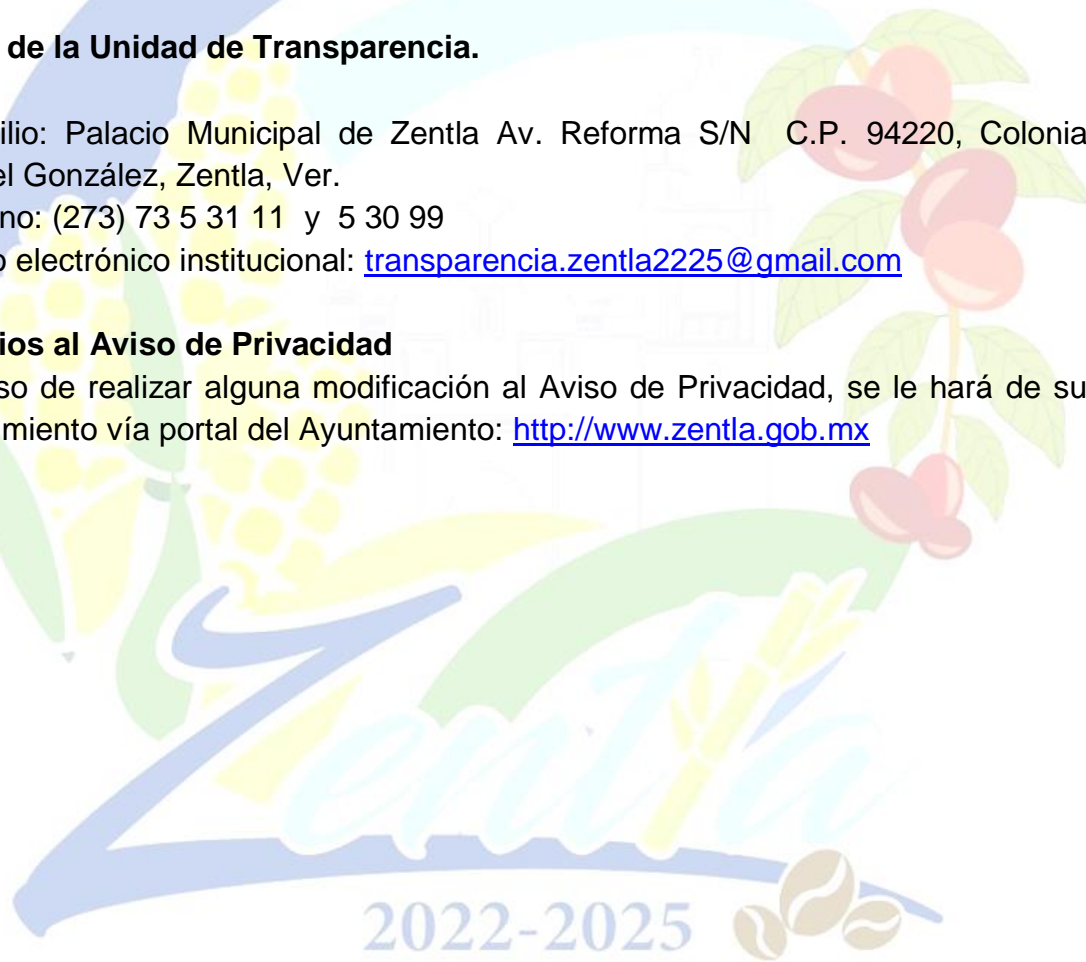 de la Unidad de Transparencia.
ilio: Palacio Municipal de Zentla Av. Reforma S/N C.P. 94220, Colonia
el González, Zentla, Ver.
no: (273) 73 5 31 11 y 5 30 99
o electrónico institucional: transparencia.zentla2225@gmail.com
ios al Aviso de Privacidad
so de realizar alguna modificación al Aviso de Privacidad, se le hará de su
miento vía portal del Ayuntamiento: http://www.zentla.gob.mx
Zentla
2022-2025